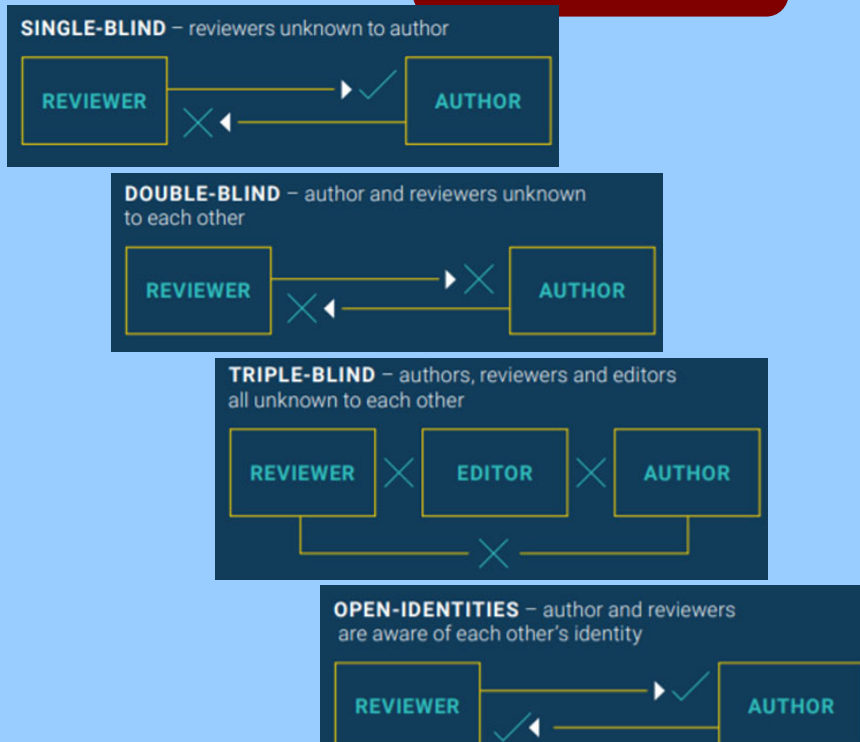 SINGLE-BLIND – reviewers unknown to author
REVIEWER
AUTHOR
DOUBLE-BLIND – author and reviewers unknown
to each other
REVIEWER
AUTHOR
TRIPLE-BLIND – authors, reviewers and editors
all unknown to each other
REVIEWER
EDITOR
AUTHOR
OPEN-IDENTITIES – author and reviewers
are aware of each other's identity
REVIEWER
AUTHOR